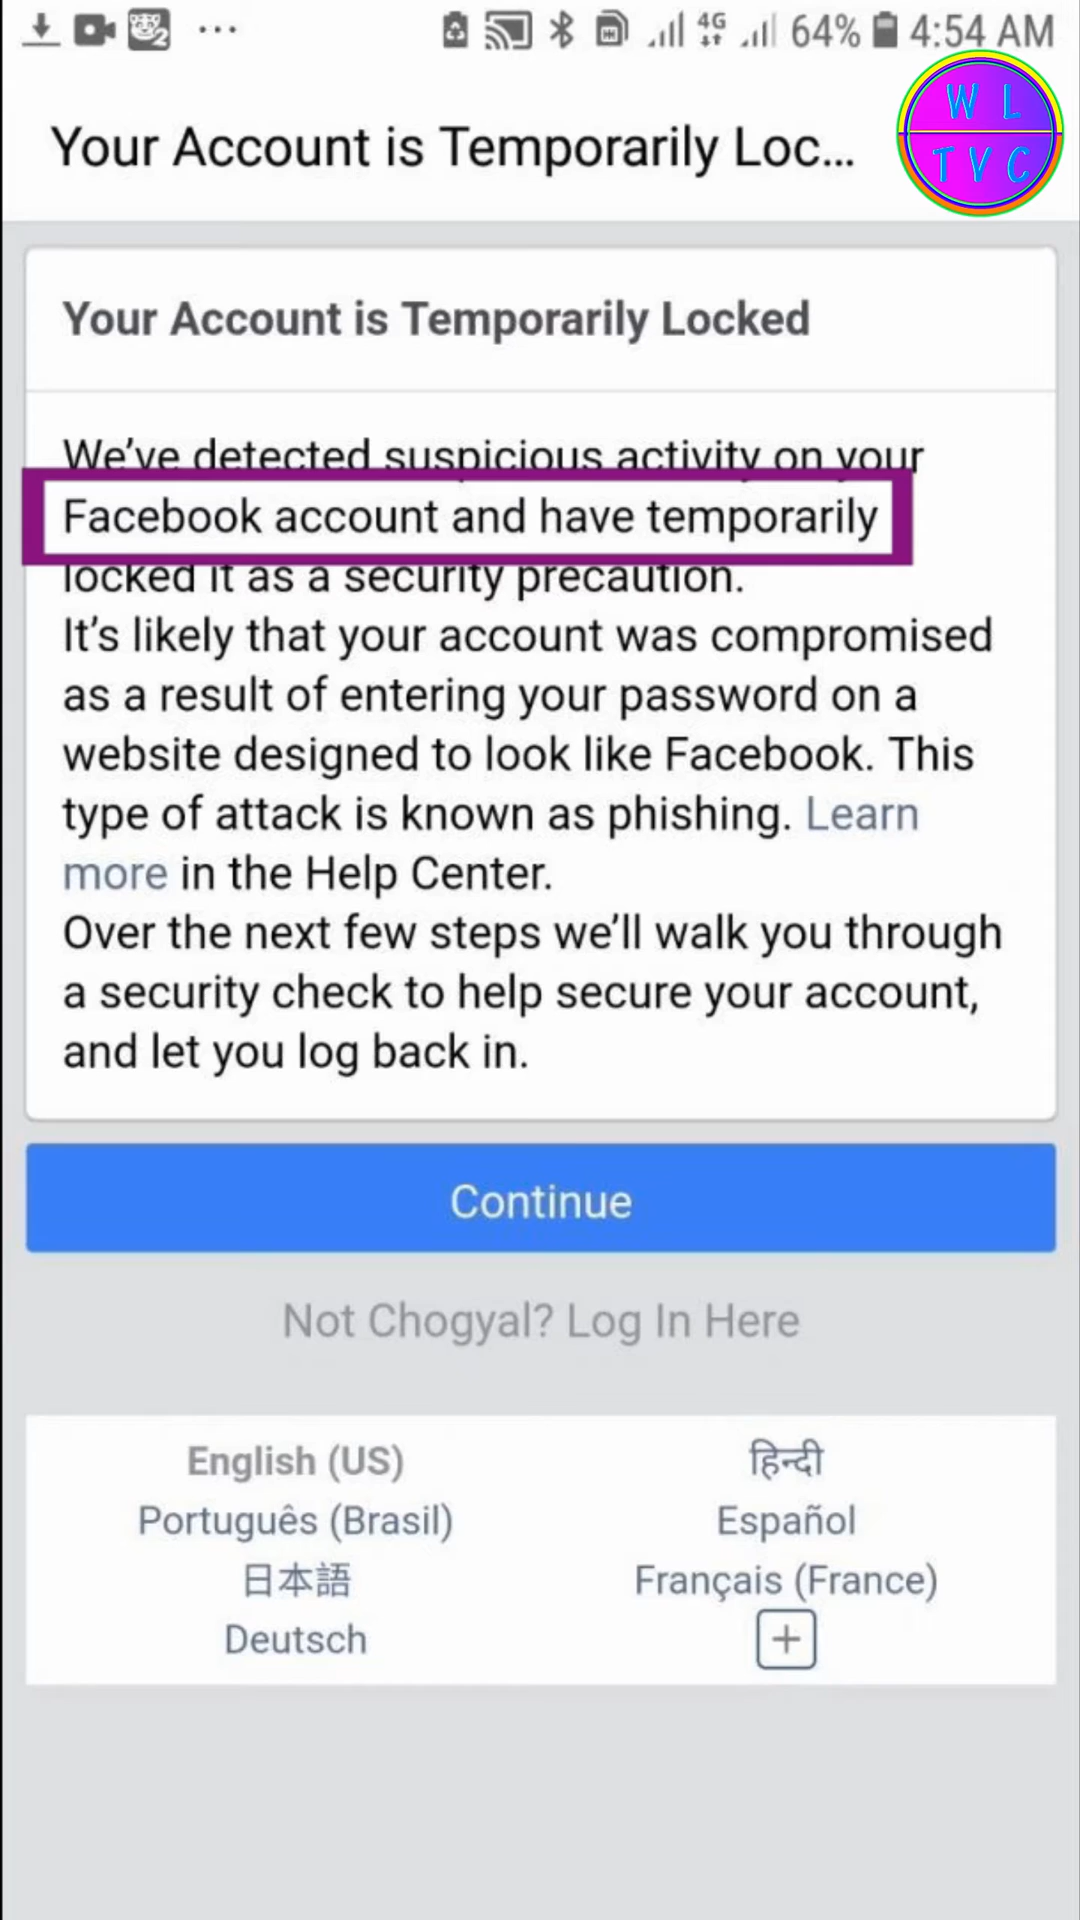 4G 64% 4:54 AM
Your Account is Temporarily Loc...
W L
T Y C
Your Account is Temporarily Locked
We’ve detected suspicious activity on your
Facebook account and have temporarily
locked it as a security precaution.
It’s likely that your account was compromised
as a result of entering your password on a
website designed to look like Facebook. This
type of attack is known as phishing. Learn
more in the Help Center.
Over the next few steps we’ll walk you through
a security check to help secure your account,
and let you log back in.
Continue
Not Chogyal? Log In Here
English (US) हिन्दी
Português (Brasil) Español
日本語 Français (France)
Deutsch